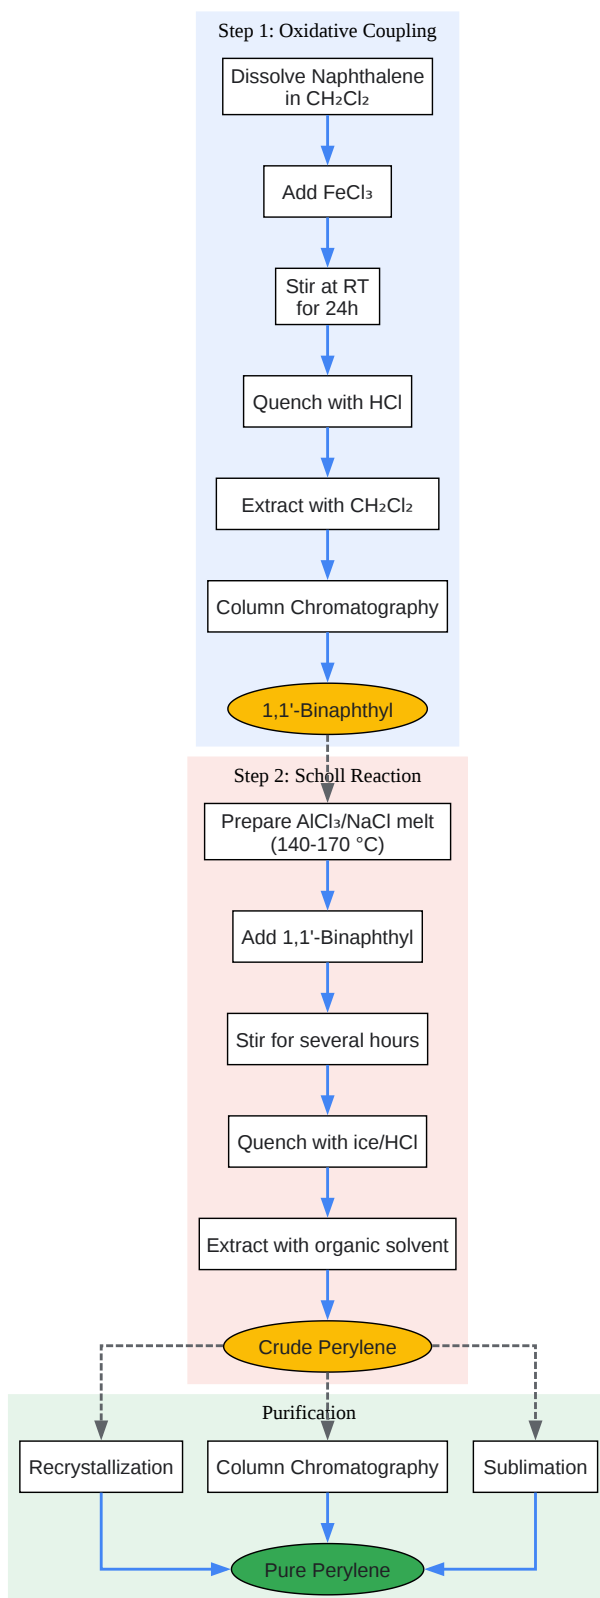 Step 1: Oxidative Coupling
Dissolve Naphthalene
in CH₂Cl₂
Add FeCl₃
Stir at RT
for 24h
Quench with HCl
Extract with CH₂Cl₂
Column Chromatography
1,1'-Binaphthyl
Step 2: Scholl Reaction
Prepare AlCl₃/NaCl melt
(140-170 °C)
Add 1,1'-Binaphthyl
Stir for several hours
Quench with ice/HCl
Extract with organic solvent
Crude Perylene
Purification
Recrystallization
Column Chromatography
Sublimation
Pure Perylene